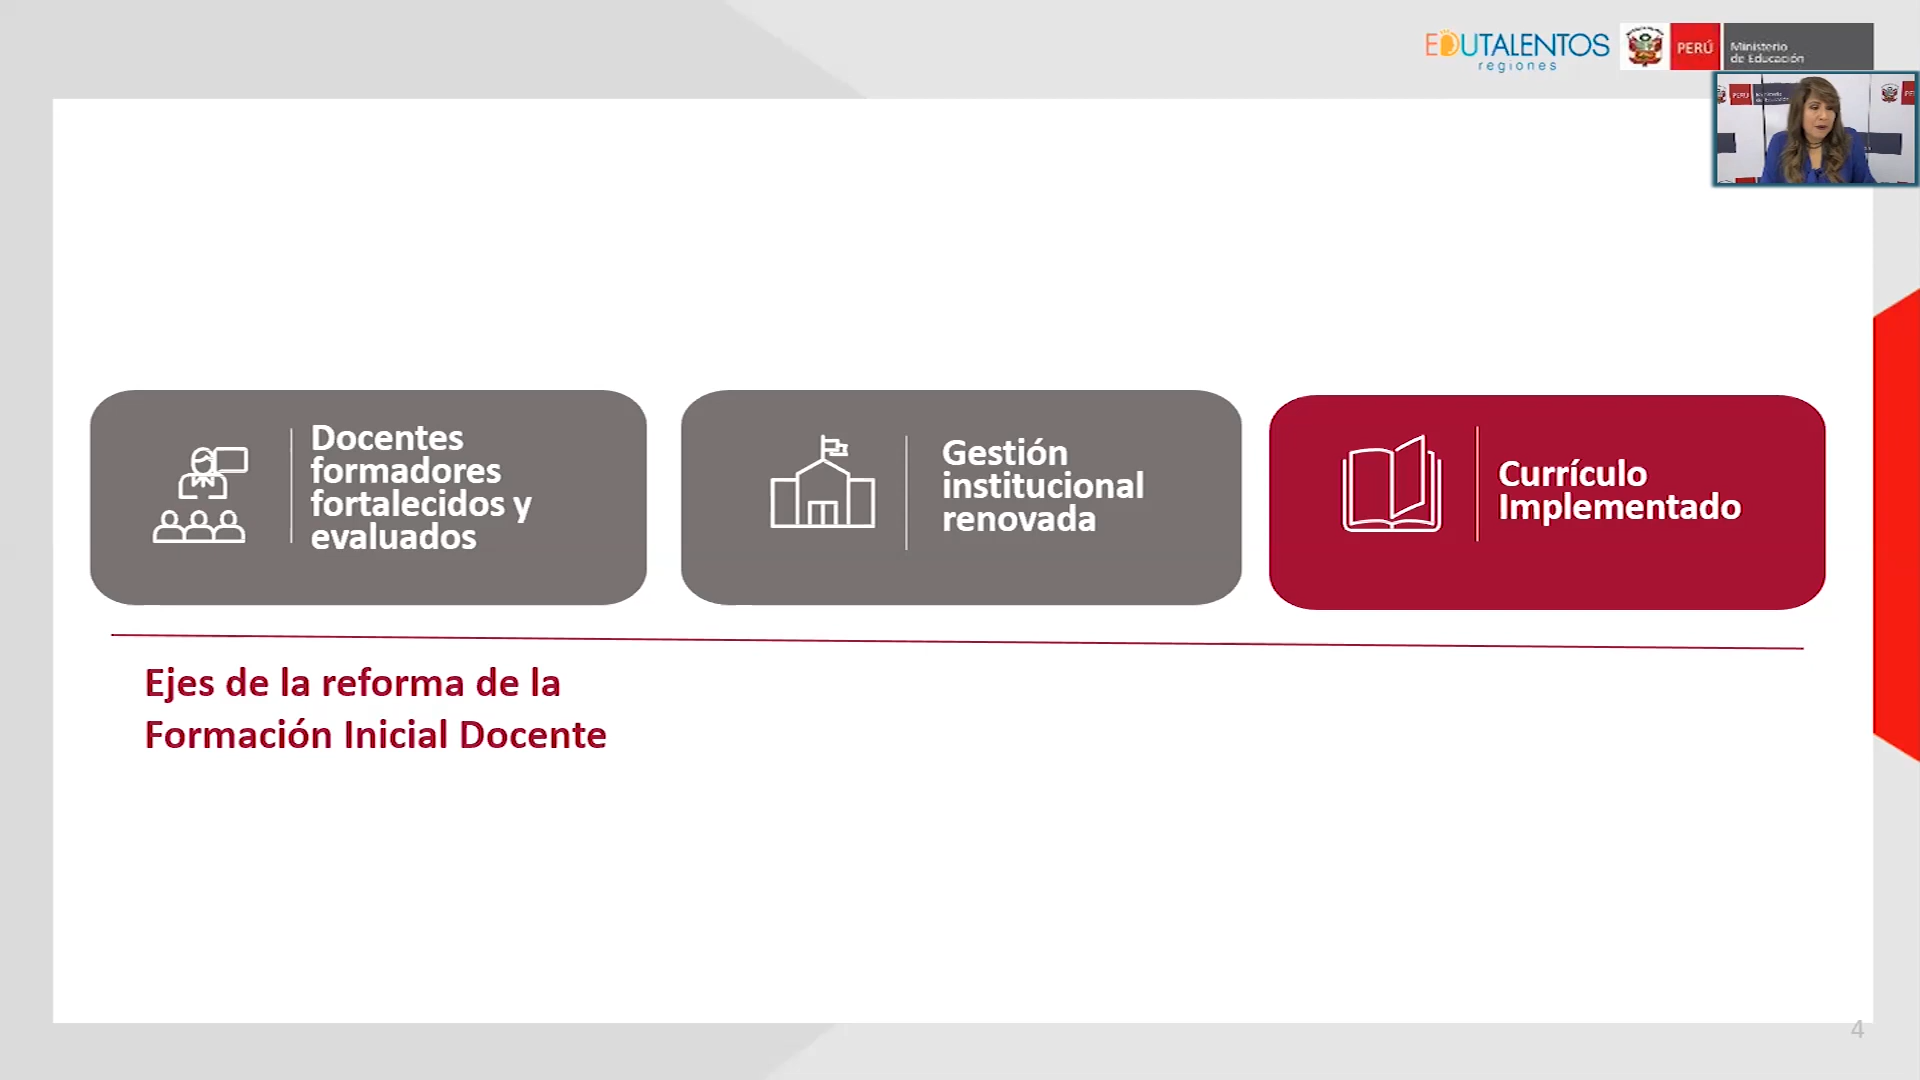 EDUTALENTOS
regiones
PERÚ
Ministerio
de Educación
PERÚ
Docentes
formadores
fortalecidos y
evaluados
Gestión
institucional
renovada
Currículo
Implementado
Ejes de la reforma de la
Formación Inicial Docente
4